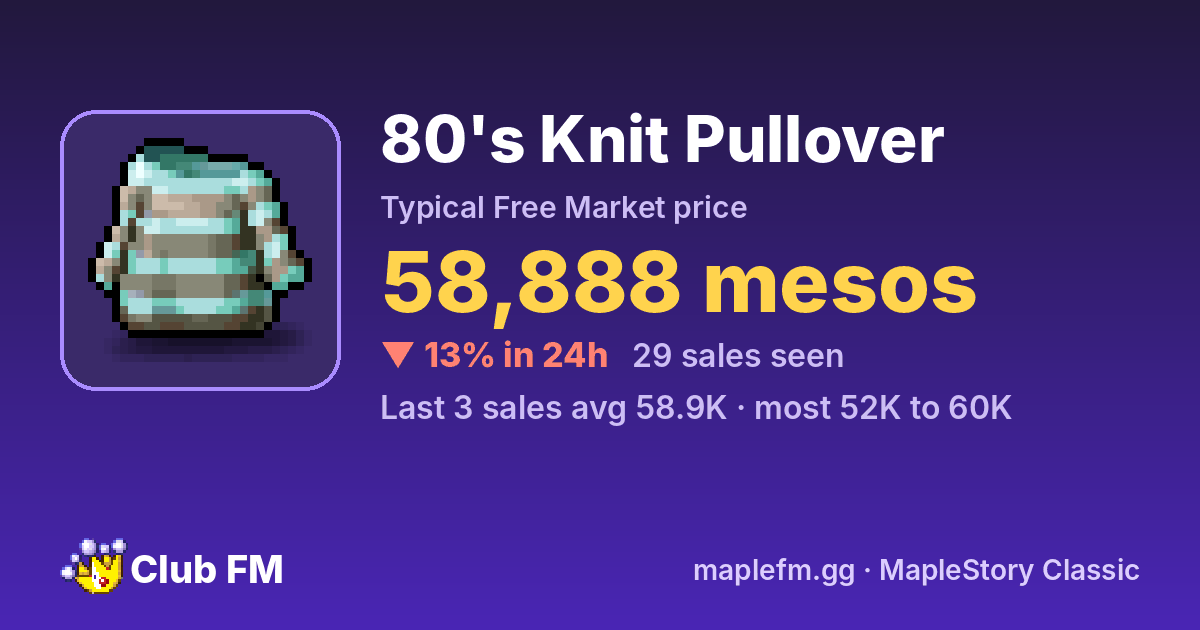 80's Knit Pullover
Typical Free Market price
58,888 mesos
▼ 13% in 24h 29 sales seen
Last 3 sales avg 58.9K · most 52K to 60K
Club FM
maplefm.gg · MapleStory Classic